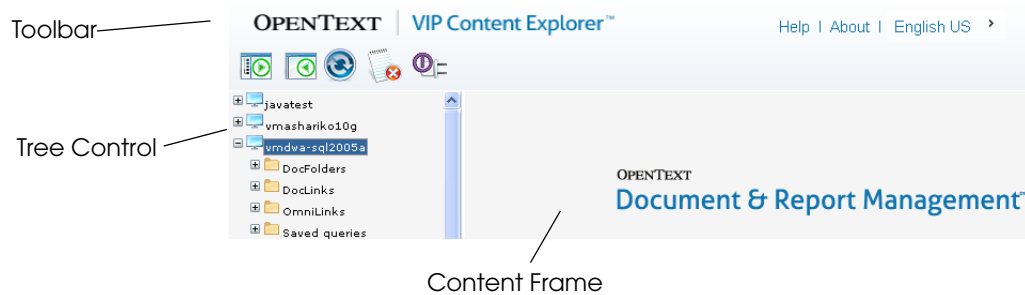 Toolbar
OPENTEXT | VIP Content Explorer™
Help | About | English US >
javatest
vmashariko10g
Tree Control
vmdwa-sql2005a
DocFolders
DocLinks
OmniLinks
Saved queries
OPENTEXT
Document & Report Management™
Content Frame